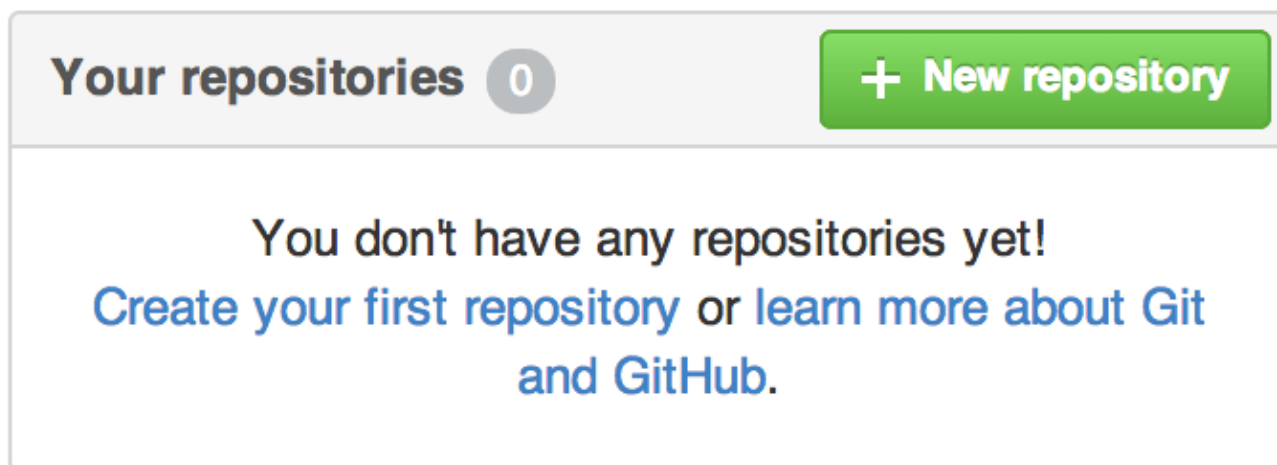 Your repositories 0
+ New repository
You don't have any repositories yet!
Create your first repository or learn more about Git
and GitHub.